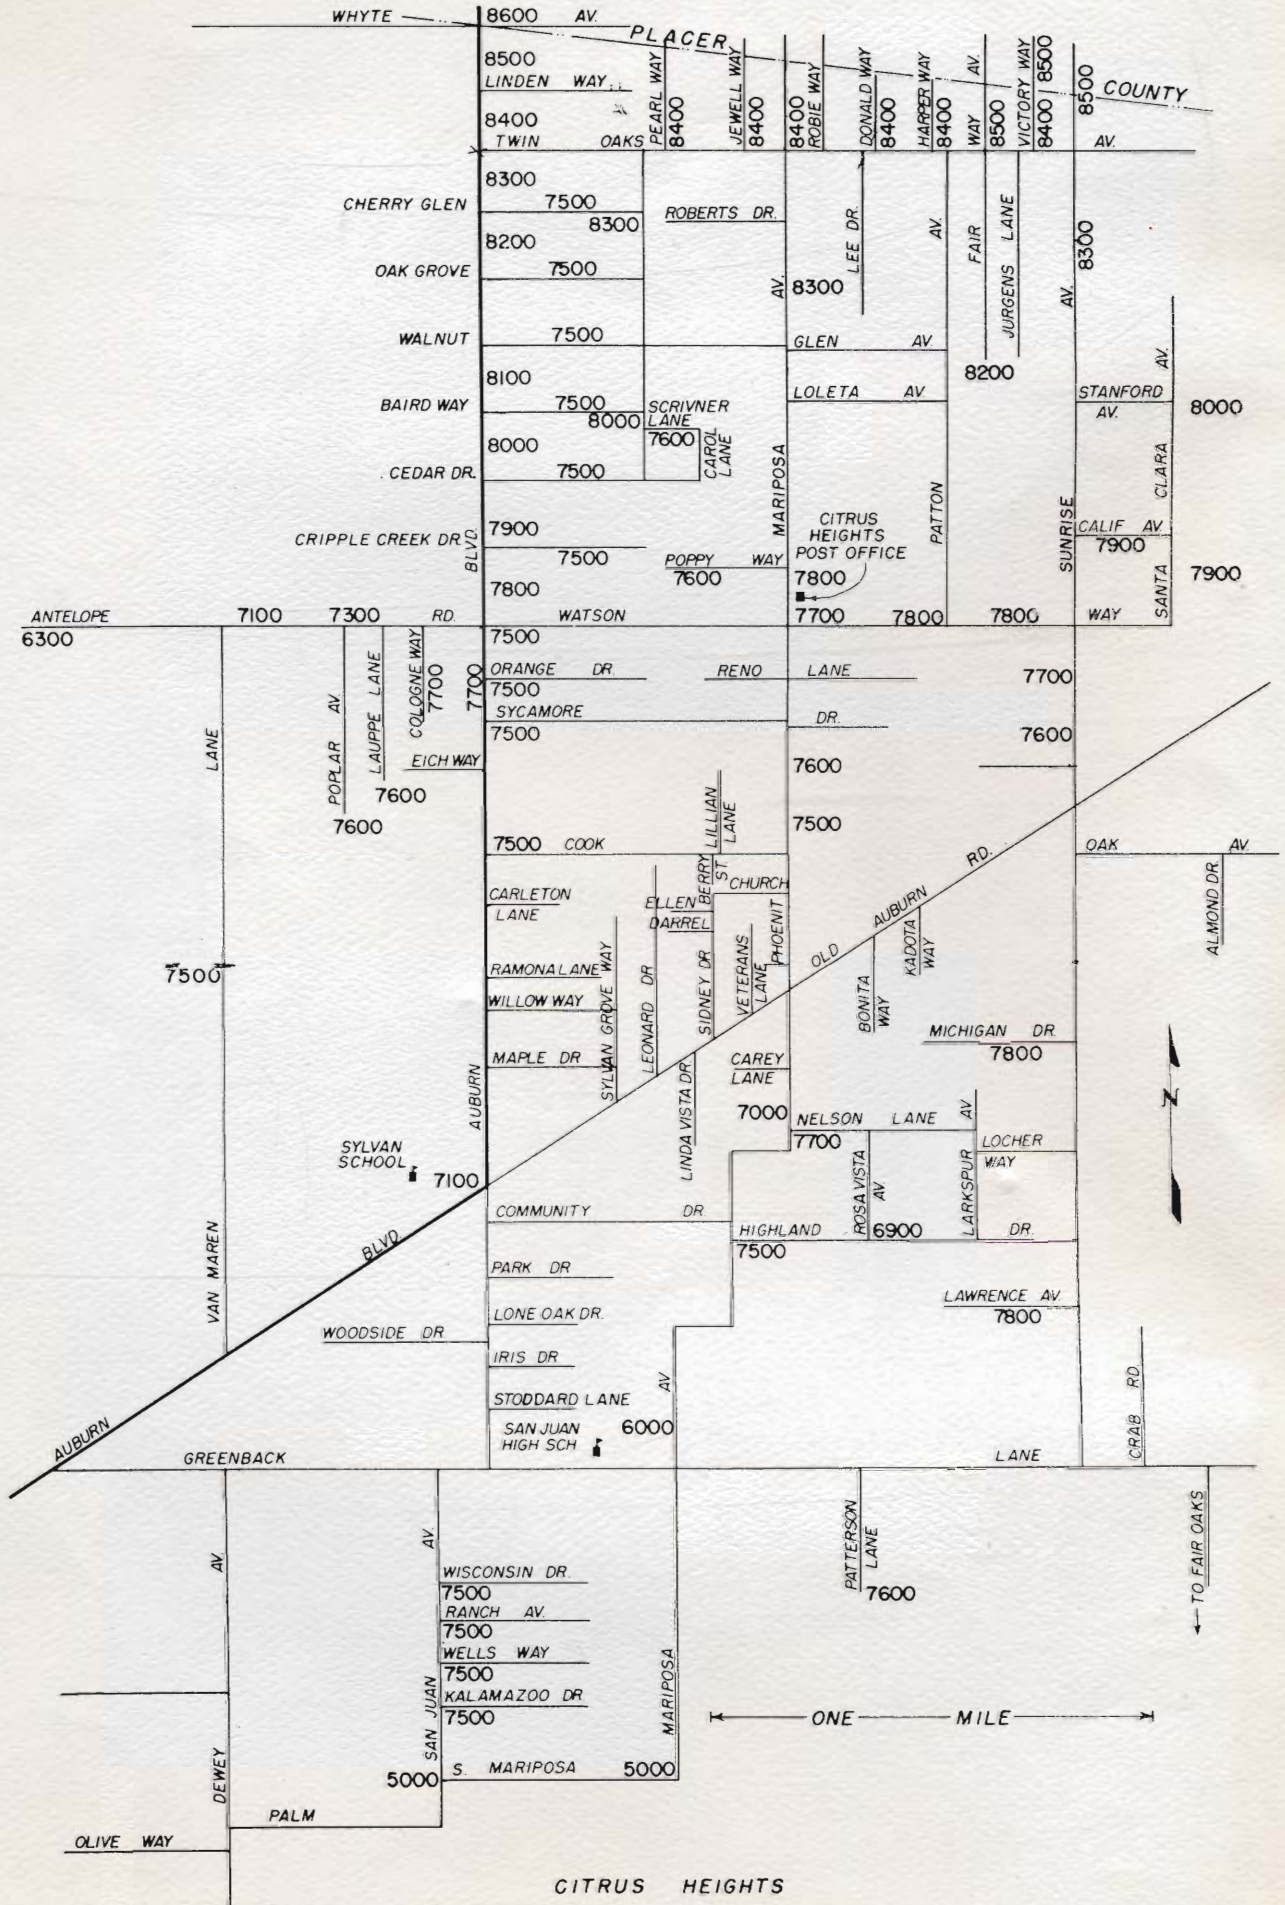 WHYTE AV.
8600
PLACER COUNTY
8500
LINDEN WAY
8400
TWIN OAKS AV.
PEARL WAY
8400
JEWELL WAY
8400
8400
ROBIE WAY
DONALD WAY
8400
HARPER WAY
8400
FAIR WAY AV.
8500
VICTORY WAY
8400 8500
8500
8300
CHERRY GLEN
7500
8300
ROBERTS DR.
8200
OAK GROVE
7500
LEE DR.
8300
JURGENS LANE
8300
WALNUT
7500
GLEN AV.
8200
8100
BAIRD WAY
7500
8000
SCRIVNER
LANE
7600
CAROL
LANE
LOLETA AV.
STANFORD
AV.
8000
8000
CEDAR DR.
7500
MARIPOSA AV.
PATTON AV.
SUNRISE AV.
SANTA CLARA AV.
CITRUS
HEIGHTS
POST OFFICE
CALIF AV.
7900
7900
CRIPPLE CREEK DR.
7900
7500
POPPY WAY
7600
7800
7800
BLVD.
ANTELOPE RD.
6300
7100
7300
WATSON WAY
7500
7700
7800
7800
ORANGE DR.
7500
RENO LANE
7700
SYCAMORE DR.
7500
7600
7600
LANE
POPLAR AV.
7600
LAUPPE LANE
7600
COLOGNE WAY
7700
7700
EICH WAY
7500 COOK
LILLIAN
LANE
7500
OAK AV.
ALMOND DR.
CARLETON
LANE
ELLEN
DARREL
BERRY
ST.
CHURCH
PHOENIT
OLD AUBURN RD.
7500
RAMONA LANE
WILLOW WAY
SYLVAN GROVE WAY
LEONARD DR
SIDNEY DR
VETERANS
LANE
BONITA
WAY
KADOTA
WAY
MICHIGAN DR.
7800
MAPLE DR
LINDA VISTA DR.
CAREY
LANE
7000
NELSON LANE
7700
ROSA VISTA
AV.
LARKSPUR AV
LOCHER
WAY
AUBURN
SYLVAN
SCHOOL
7100
COMMUNITY DR.
HIGHLAND DR.
7500
6900
VAN MAREN
AUBURN BLVD.
PARK DR
LONE OAK DR.
WOODSIDE DR
IRIS DR
STODDARD LANE
LAWRENCE AV.
7800
CRAB RD.
SAN JUAN
HIGH SCH
6000
AV
N
GREENBACK LANE
DEWEY AV.
SAN JUAN AV.
WISCONSIN DR.
7500
RANCH AV.
7500
WELLS WAY
7500
KALAMAZOO DR
7500
MARIPOSA
PATTERSON
LANE
7600
TO FAIR OAKS
ONE MILE
5000
S. MARIPOSA
5000
PALM
OLIVE WAY
CITRUS HEIGHTS